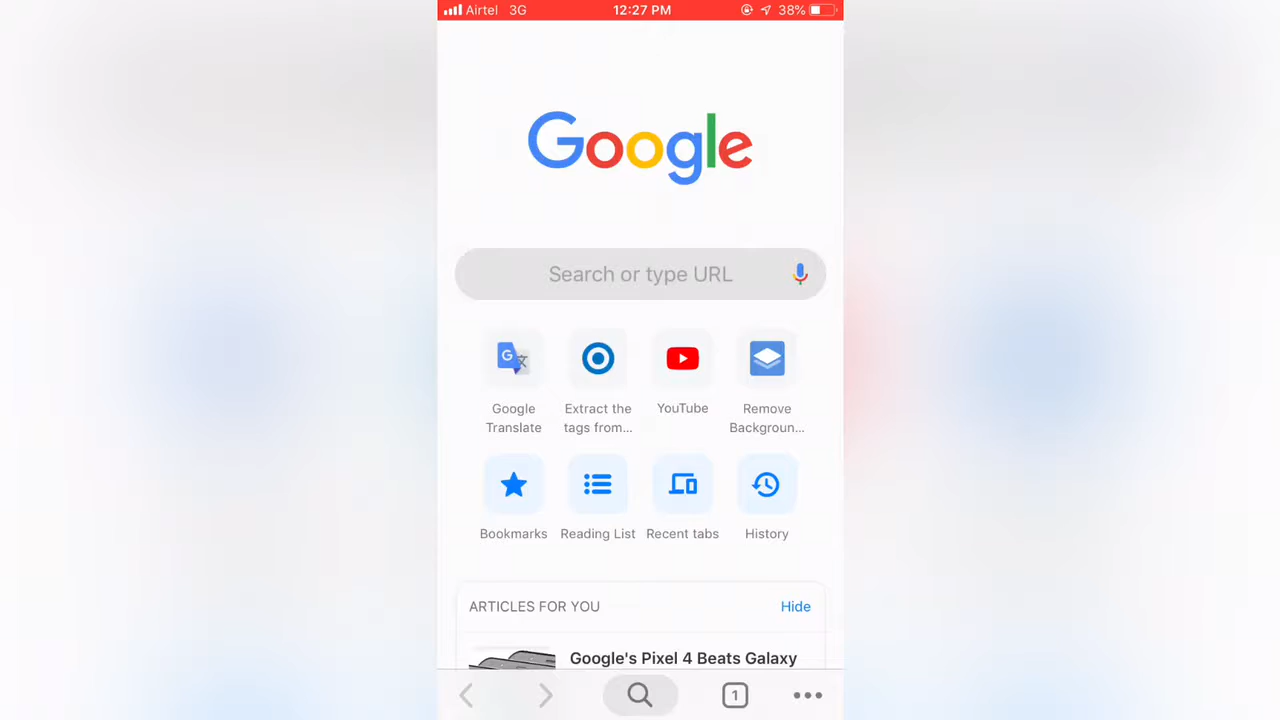 Airtel 3G 12:27 PM 38%
Google
Search or type URL
Google Translate
Extract the tags from...
YouTube
Remove Backgroun...
Bookmarks
Reading List
Recent tabs
History
ARTICLES FOR YOU Hide
Google's Pixel 4 Beats Galaxy
1